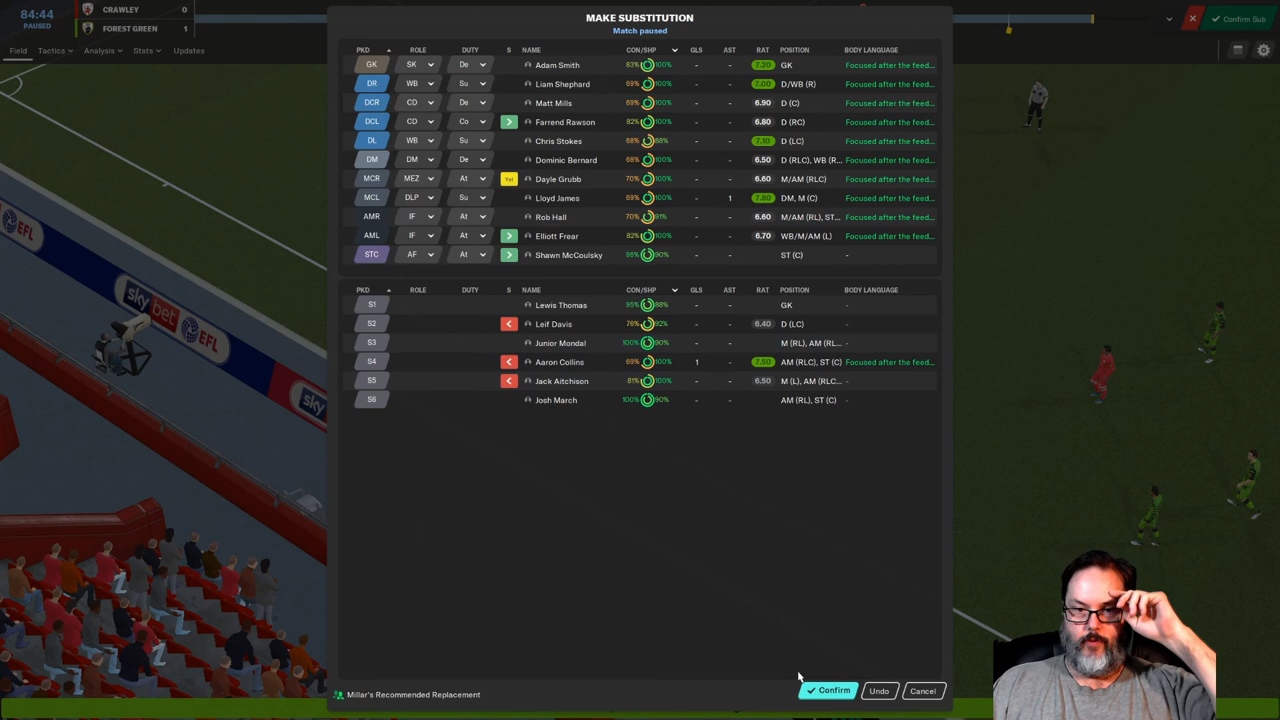 84:44
PAUSED
CRAWLEY 0
FOREST GREEN 1
Confirm Sub
Field Tactics Analysis Stats Updates
MAKE SUBSTITUTION
Match paused
PKD ROLE DUTY S NAME CON/SHP GLS AST RAT POSITION BODY LANGUAGE
GK SK De Adam Smith 83% 100% - - 7.20 GK Focused after the feed...
DR WB Su Liam Shephard 69% 100% - - 7.00 D/WB (R) Focused after the feed...
DCR CD De Matt Mills 69% 100% - - 6.90 D (C) Focused after the feed...
DCL CD Co Farrend Rawson 82% 100% - - 6.80 D (RC) Focused after the feed...
DL WB Su Chris Stokes 68% 88% - - 7.10 D (LC) Focused after the feed...
DM DM De Dominic Bernard 68% 100% - - 6.50 D (RLC), WB (R... Focused after the feed...
MCR MEZ At Yel Dayle Grubb 70% 100% - - 6.60 M/AM (RLC) Focused after the feed...
MCL DLP Su Lloyd James 69% 100% - 1 7.80 DM, M (C) Focused after the feed...
AMR IF At Rob Hall 70% 91% - - 6.60 M/AM (RL), ST... Focused after the feed...
AML IF At Elliott Frear 82% 100% - - 6.70 WB/M/AM (L) Focused after the feed...
STC AF At Shawn McCoulsky 96% 90% - - ST (C) -
PKD ROLE DUTY S NAME CON/SHP GLS AST RAT POSITION BODY LANGUAGE
S1 Lewis Thomas 95% 88% - - GK -
S2 Leif Davis 76% 92% - - 6.40 D (LC) -
S3 Junior Mondal 100% 90% - - M (RL), AM (RL... -
S4 Aaron Collins 69% 100% 1 - 7.50 AM (RLC), ST (C) Focused after the feed...
S5 Jack Aitchison 81% 100% - - 6.50 M (L), AM (RLC... -
S6 Josh March 100% 90% - - AM (RL), ST (C) -
Millar's Recommended Replacement
Confirm Undo Cancel
EFL
sky bet EFL
sky